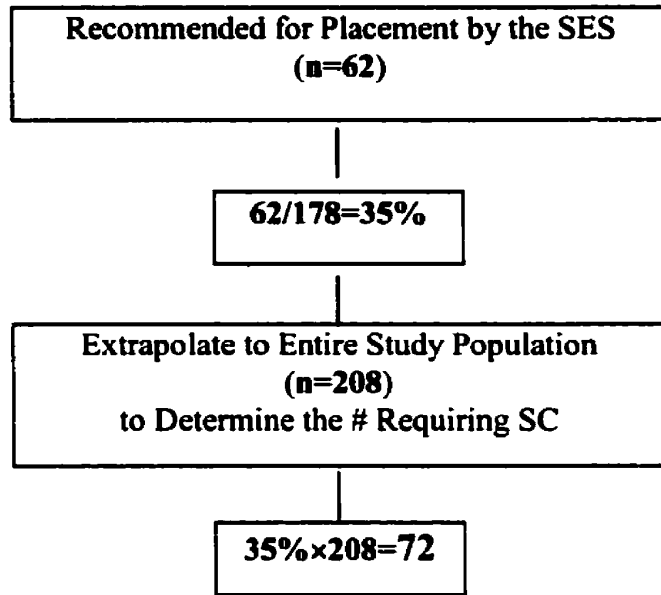 Recommended for Placement by the SES
(n=62)
62/178=35%
Extrapolate to Entire Study Population
(n=208)
to Determine the # Requiring SC
35%×208=72